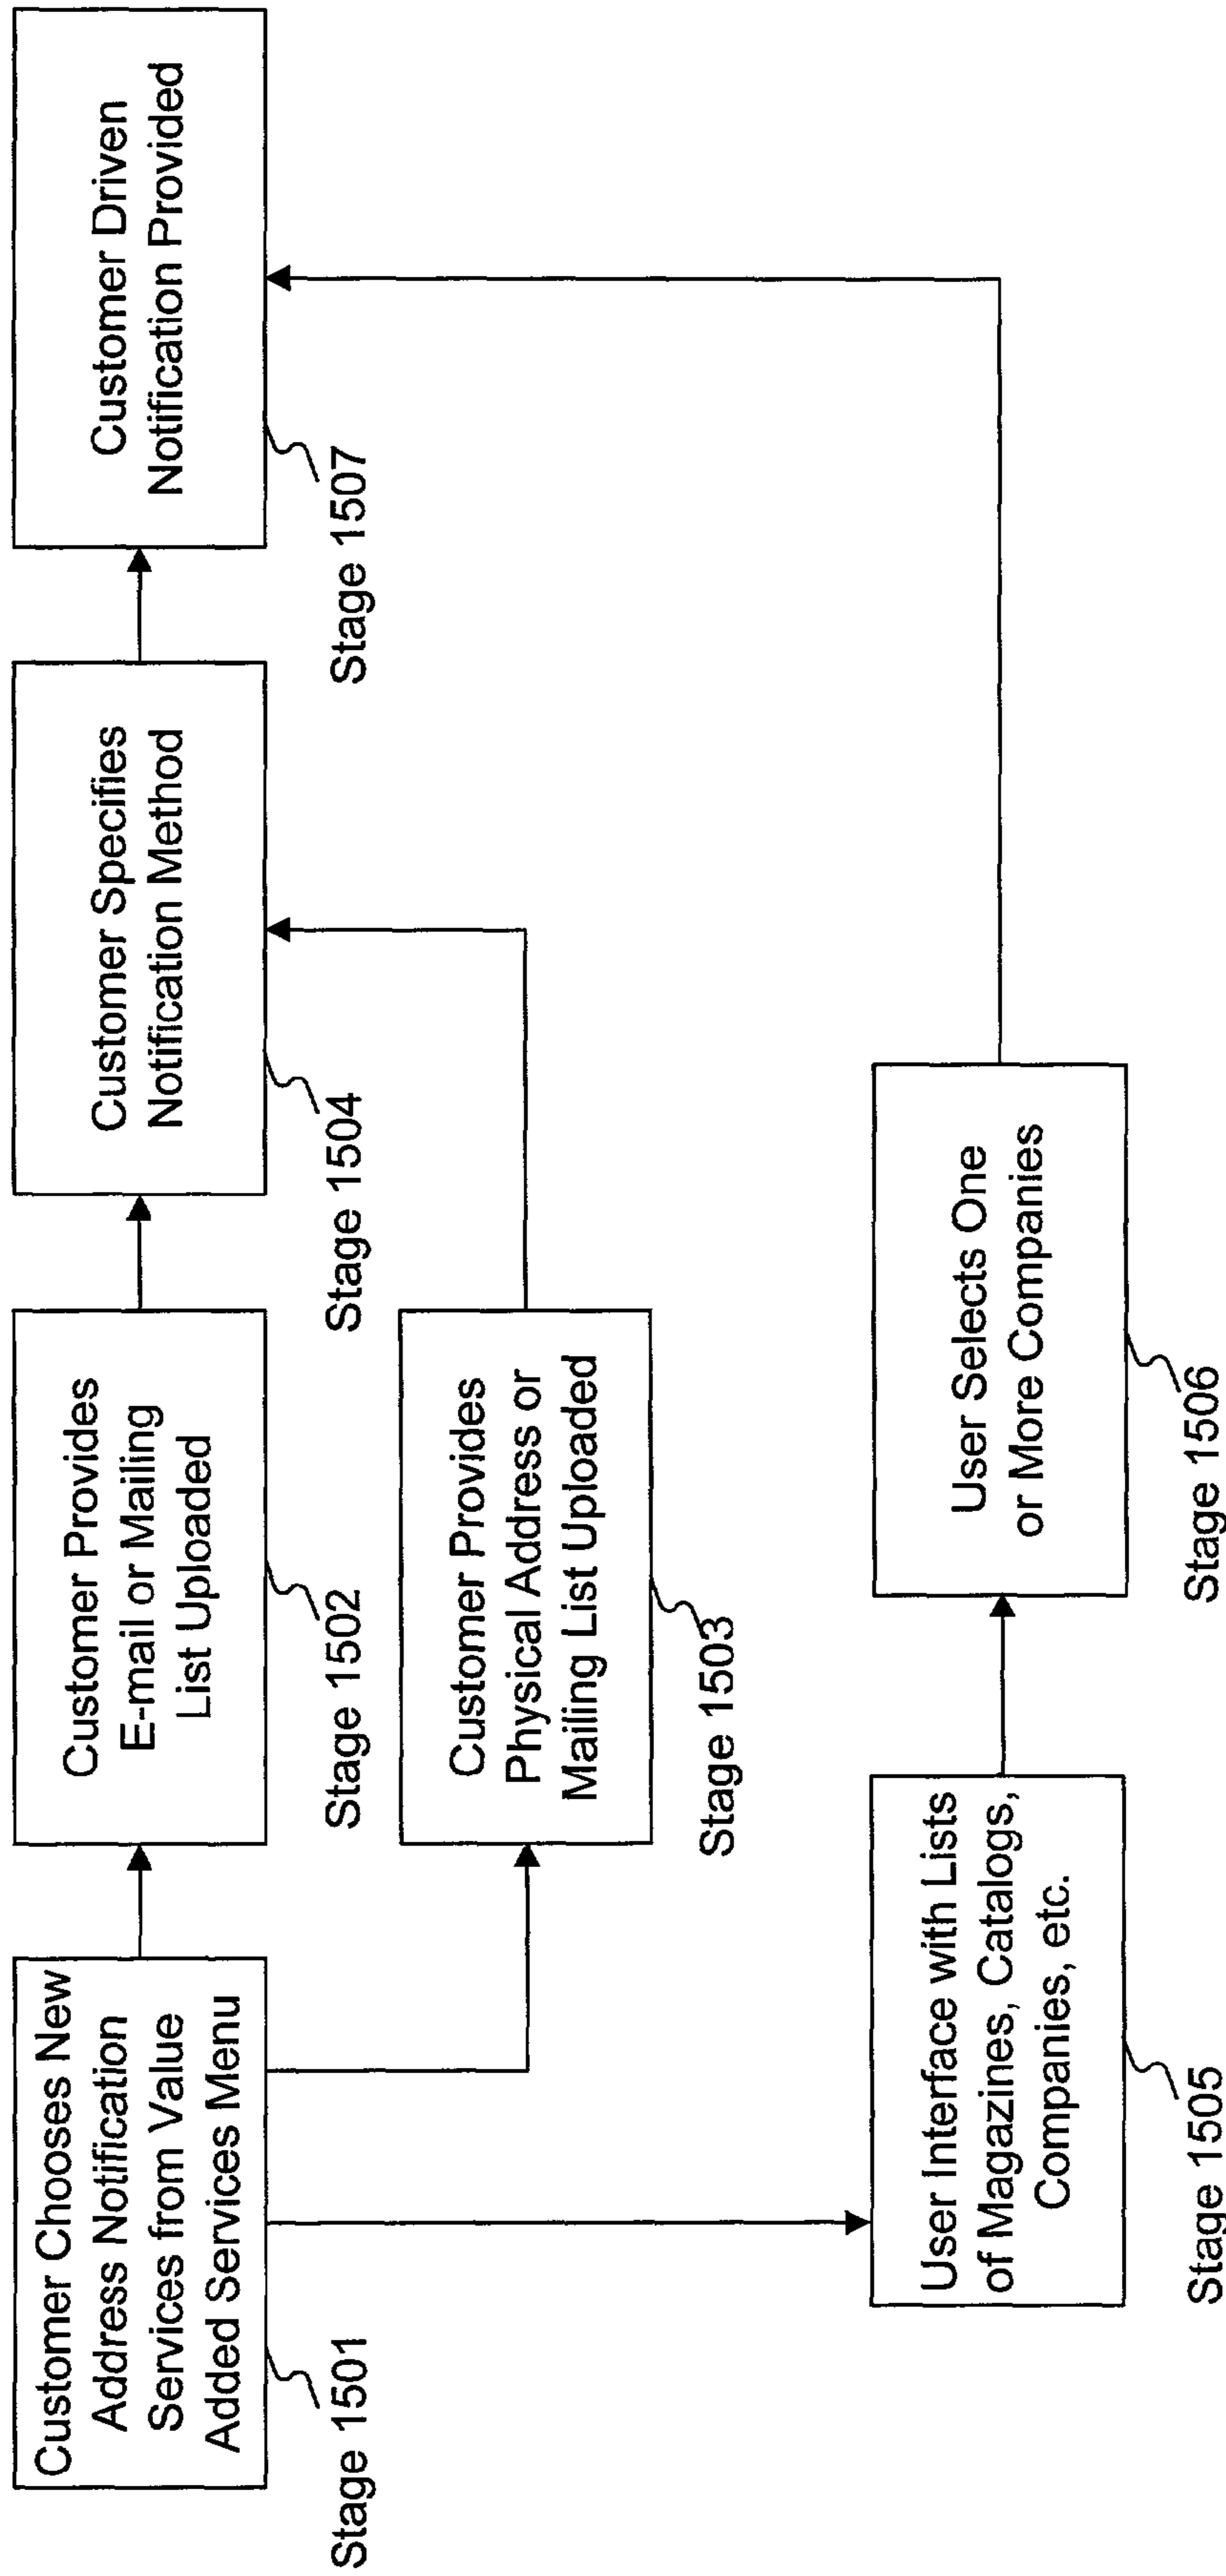 Customer Chooses New
Address Notification
Services from Value
Added Services Menu
Stage 1501
Customer Provides
E-mail or Mailing
List Uploaded
Stage 1502
Customer Specifies
Notification Method
Stage 1504
Customer Driven
Notification Provided
Stage 1507
Customer Provides
Physical Address or
Mailing List Uploaded
Stage 1503
User Interface with Lists
of Magazines, Catalogs,
Companies, etc.
Stage 1505
User Selects One
or More Companies
Stage 1506